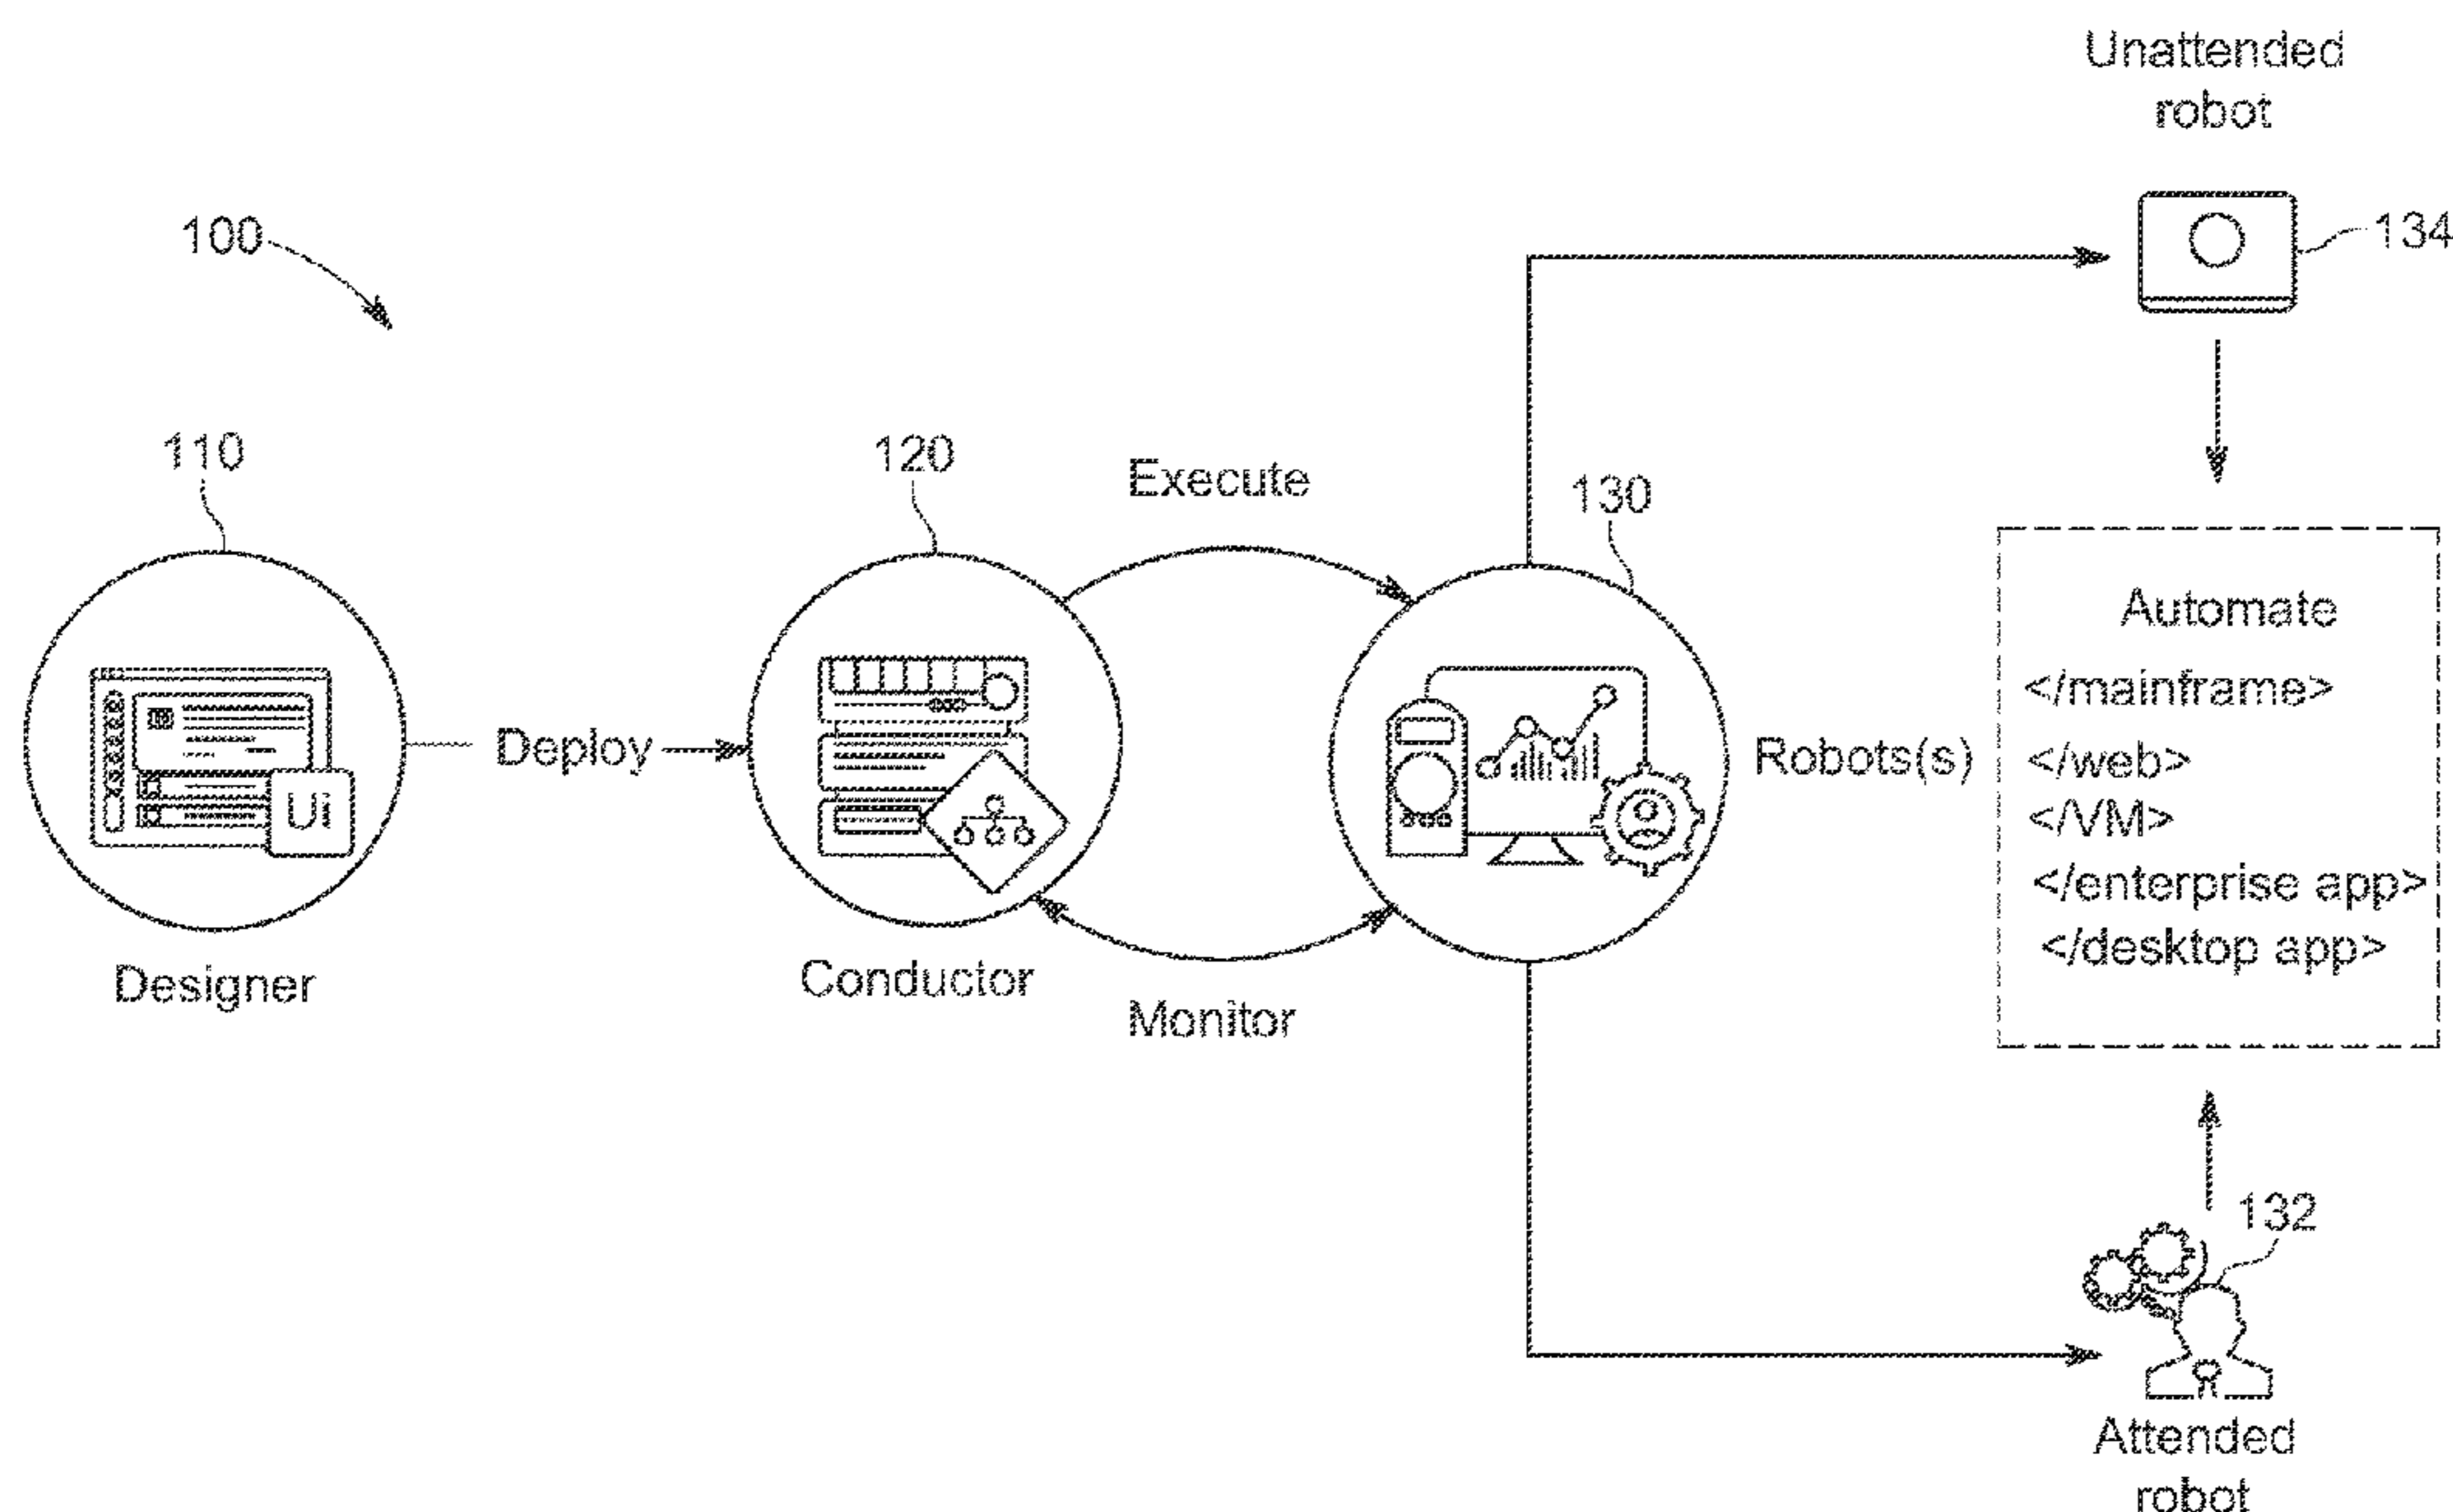 Unattended
robot
100
134
110
120
Execute
130
Automate
</mainframe>
Deploy
Robots(s)
</web>
</VM>
Ui
</enterprise app>
</desktop app>
Designer
Conductor
Monitor
132
Attended
robot